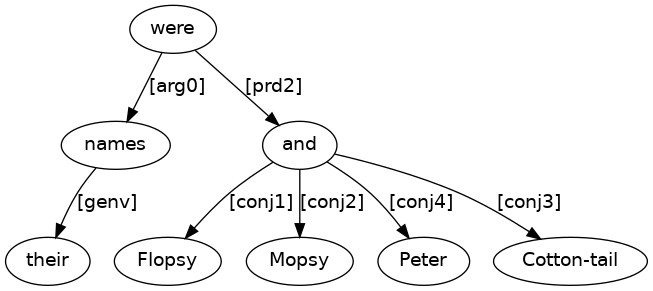 were
[arg0] [prd2]
names and
[genv] [conj1] [conj2] [conj4] [conj3]
their Flopsy Mopsy Peter Cotton-tail